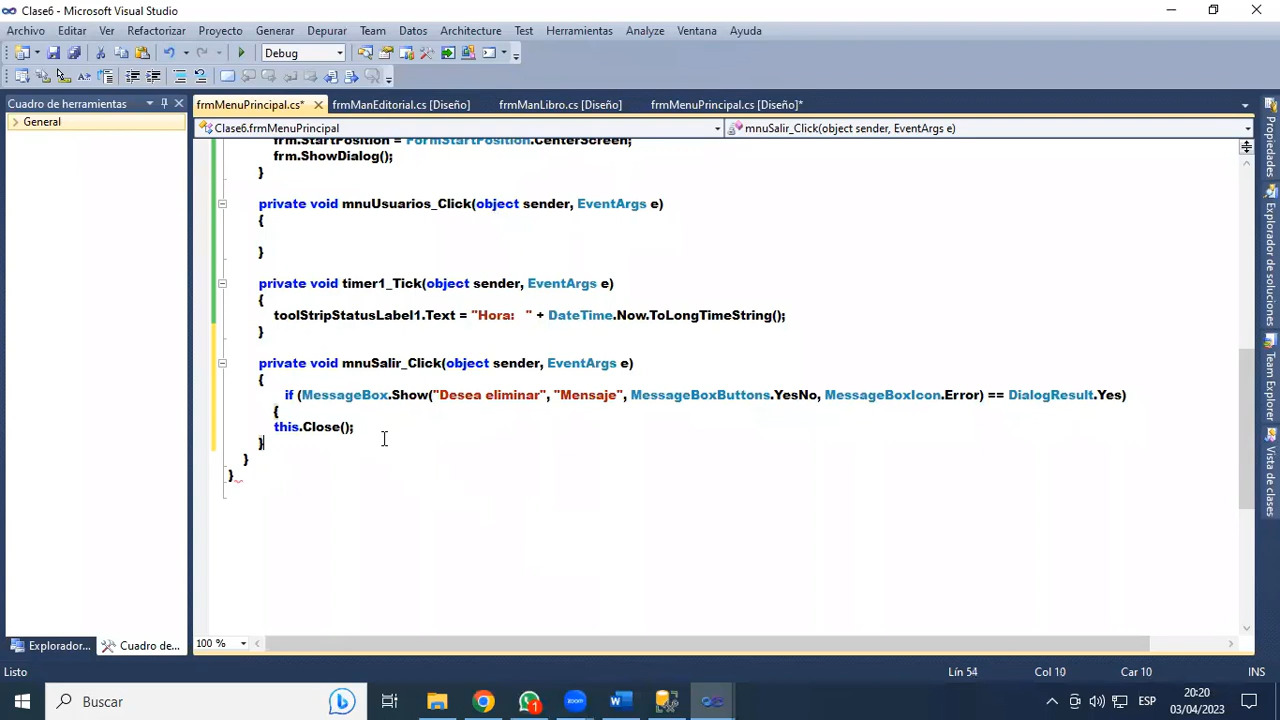 Clase6 - Microsoft Visual Studio
Archivo Editar Ver Refactorizar Proyecto Generar Depurar Team Datos Architecture Test Herramientas Analyze Ventana Ayuda
Debug
Cuadro de herramientas
General
frmMenuPrincipal.cs* frmManEditorial.cs [Diseño] frmManLibro.cs [Diseño] frmMenuPrincipal.cs [Diseño]*
Clase6.frmMenuPrincipal mnuSalir_Click(object sender, EventArgs e)
frm.StartPosition = FormStartPosition.CenterScreen;
frm.ShowDialog();
}
private void mnuUsuarios_Click(object sender, EventArgs e)
{
}
private void timer1_Tick(object sender, EventArgs e)
{
toolStripStatusLabel1.Text = "Hora:  " + DateTime.Now.ToLongTimeString();
}
private void mnuSalir_Click(object sender, EventArgs e)
{
if (MessageBox.Show("Desea eliminar", "Mensaje", MessageBoxButtons.YesNo, MessageBoxIcon.Error) == DialogResult.Yes)
{
this.Close();
}
}
}
Propiedades
Explorador de soluciones
Team Explorer
Vista de clases
100 %
Explorador... Cuadro de...
Listo Lín 54 Col 10 Car 10 INS
Buscar
1
zoom
W
ESP
20:20
03/04/2023